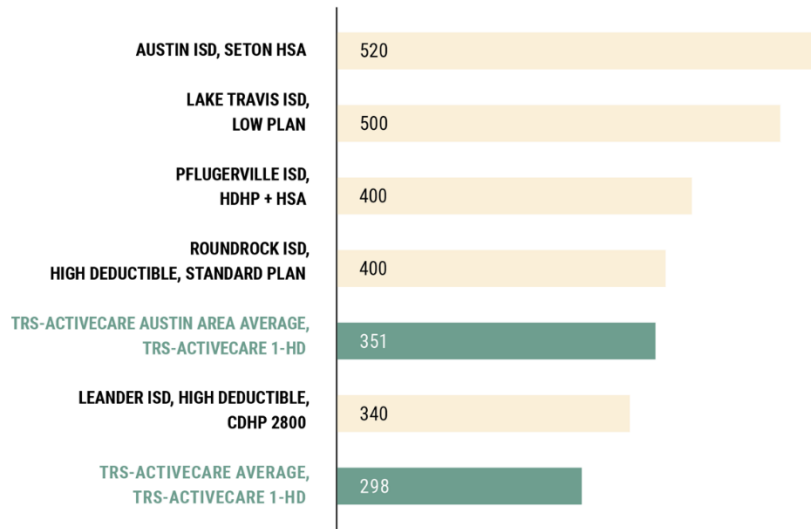 AUSTIN ISD, SETON HSA
520
LAKE TRAVIS ISD,
LOW PLAN
500
PFLUGERVILLE ISD,
HDHP + HSA
400
ROUNDROCK ISD,
HIGH DEDUCTIBLE, STANDARD PLAN
400
TRS-ACTIVECARE AUSTIN AREA AVERAGE,
TRS-ACTIVECARE 1-HD
351
LEANDER ISD, HIGH DEDUCTIBLE,
CDHP 2800
340
TRS-ACTIVECARE AVERAGE,
TRS-ACTIVECARE 1-HD
298